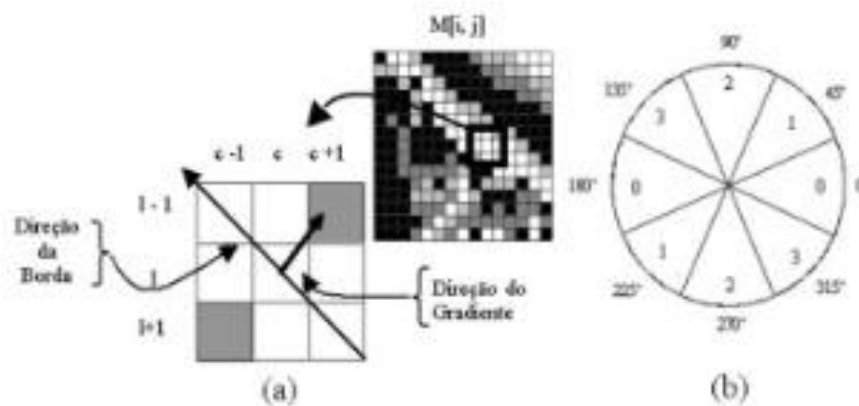 M[i, j]
c -1 c c +1
l - 1
l
l+1
Direção
da
Borda
Direção do
Gradiente
(a)
90°
135° 45°
180° 0
225° 315°
270°
2
3 1
0 0
1 3
2
(b)